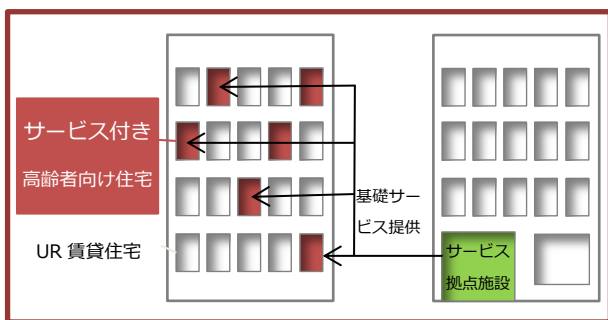 サービス付き
高齢者向け住宅
UR 賃貸住宅
基礎サー
ビス提供
サービス
拠点施設